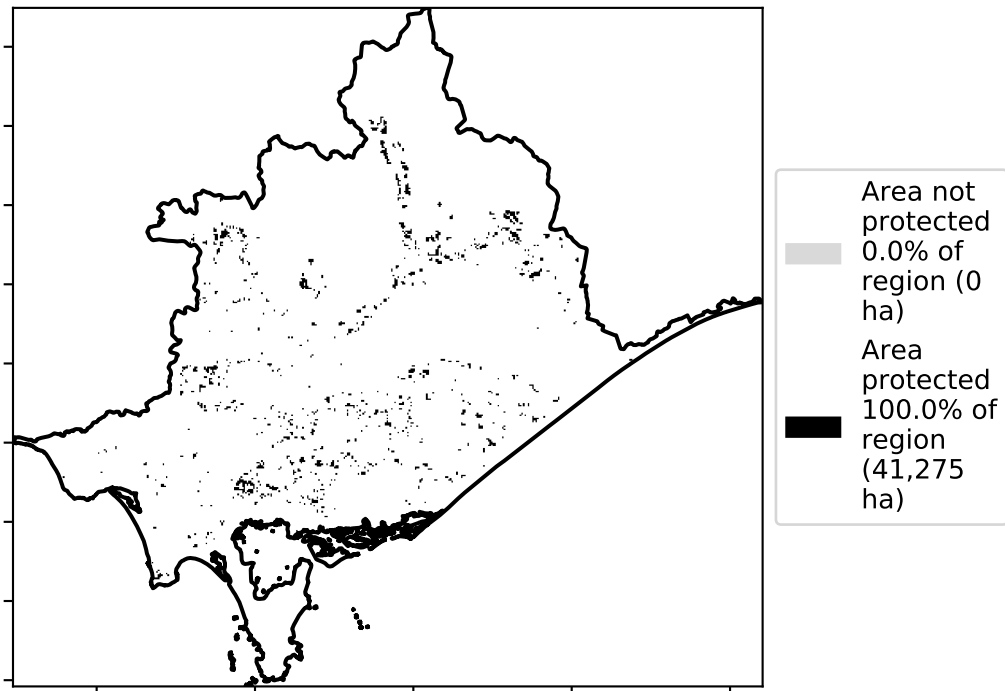 Area not
protected
0.0% of
region (0
ha)
Area
protected
100.0% of
region
(41,275
ha)